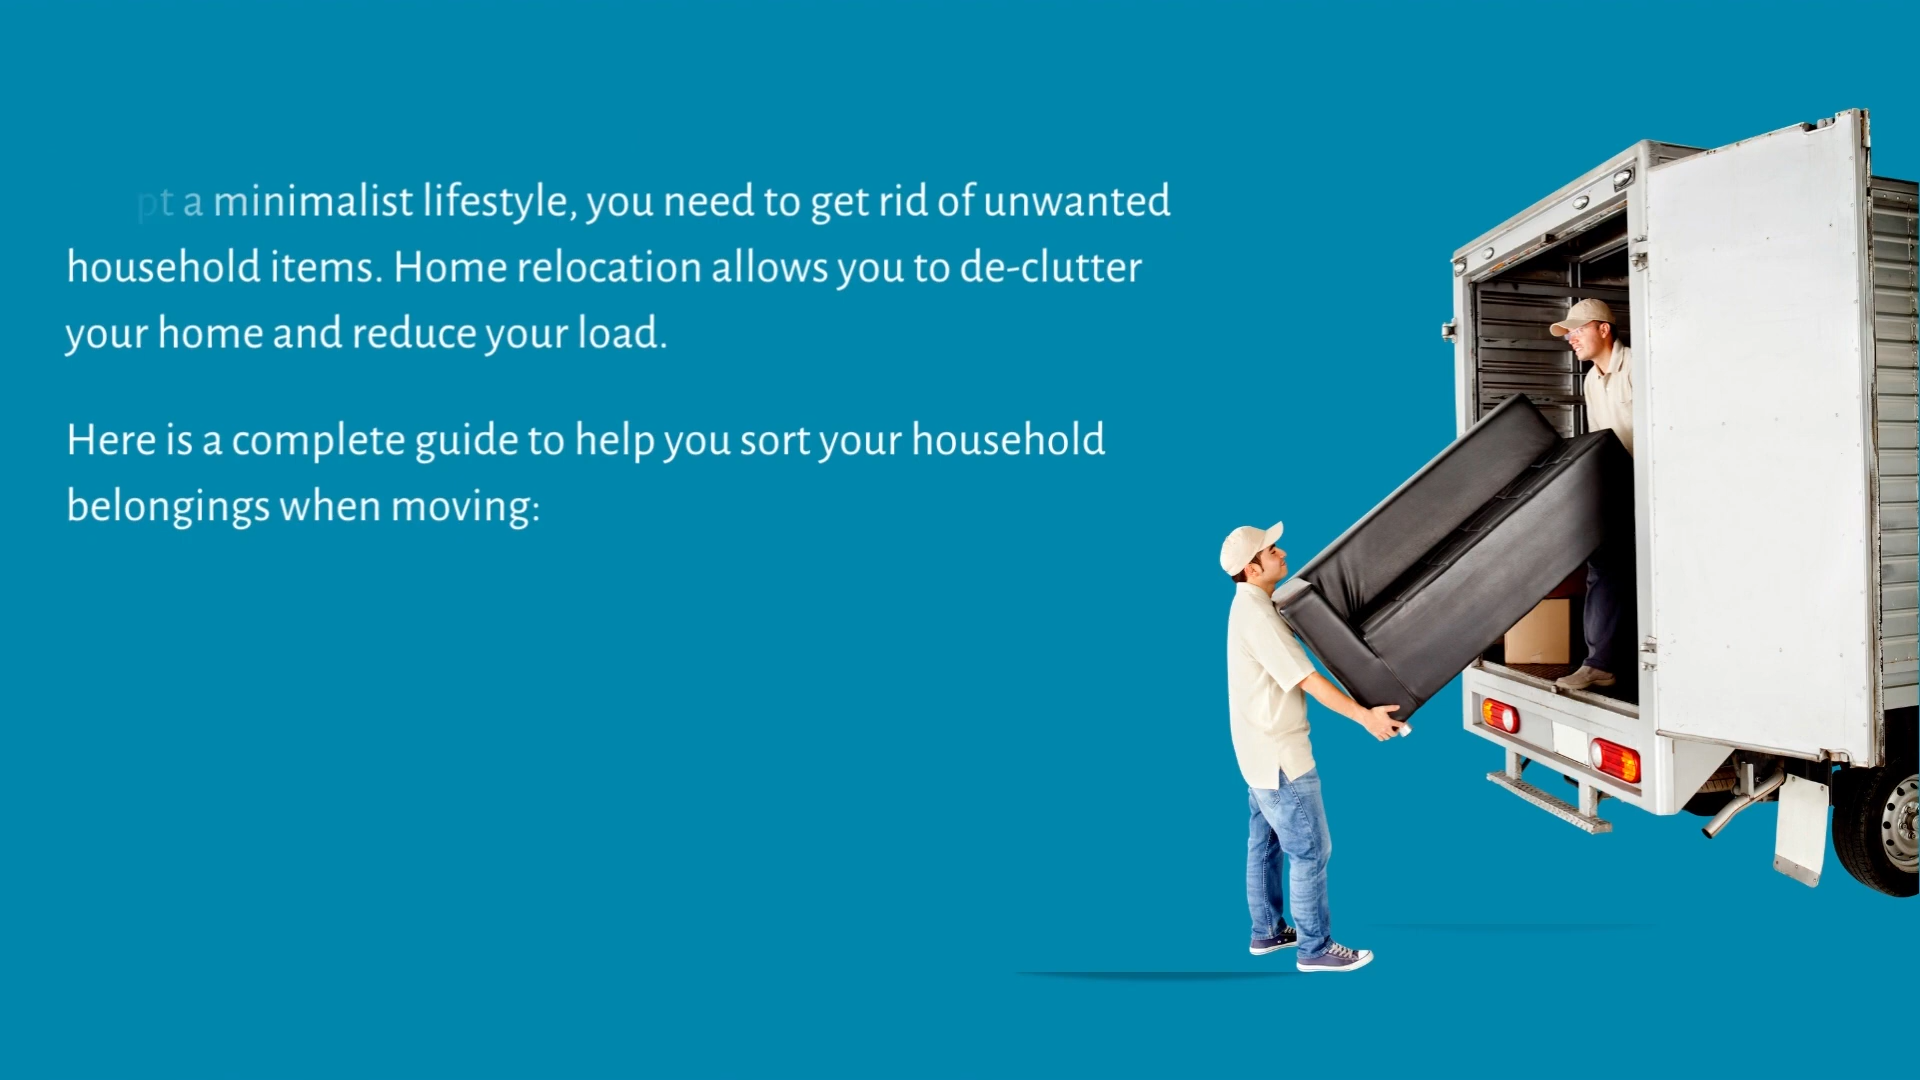 a minimalist lifestyle, you need to get rid of unwanted
household items. Home relocation allows you to de-clutter
your home and reduce your load.
Here is a complete guide to help you sort your household
belongings when moving: